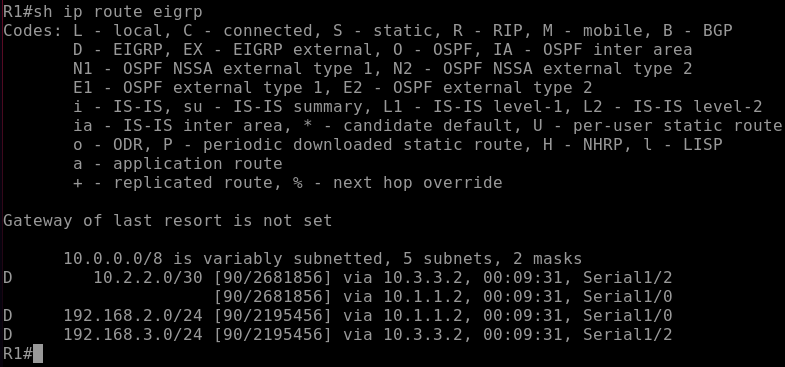 R1#sh ip route eigrp
Codes: L - local, C - connected, S - static, R - RIP, M - mobile, B - BGP
       D - EIGRP, EX - EIGRP external, O - OSPF, IA - OSPF inter area
       N1 - OSPF NSSA external type 1, N2 - OSPF NSSA external type 2
       E1 - OSPF external type 1, E2 - OSPF external type 2
       i - IS-IS, su - IS-IS summary, L1 - IS-IS level-1, L2 - IS-IS level-2
       ia - IS-IS inter area, * - candidate default, U - per-user static route
       o - ODR, P - periodic downloaded static route, H - NHRP, l - LISP
       a - application route
       + - replicated route, % - next hop override

Gateway of last resort is not set

      10.0.0.0/8 is variably subnetted, 5 subnets, 2 masks
D        10.2.2.0/30 [90/2681856] via 10.3.3.2, 00:09:31, Serial1/2
                     [90/2681856] via 10.1.1.2, 00:09:31, Serial1/0
D     192.168.2.0/24 [90/2195456] via 10.1.1.2, 00:09:31, Serial1/0
D     192.168.3.0/24 [90/2195456] via 10.3.3.2, 00:09:31, Serial1/2
R1#